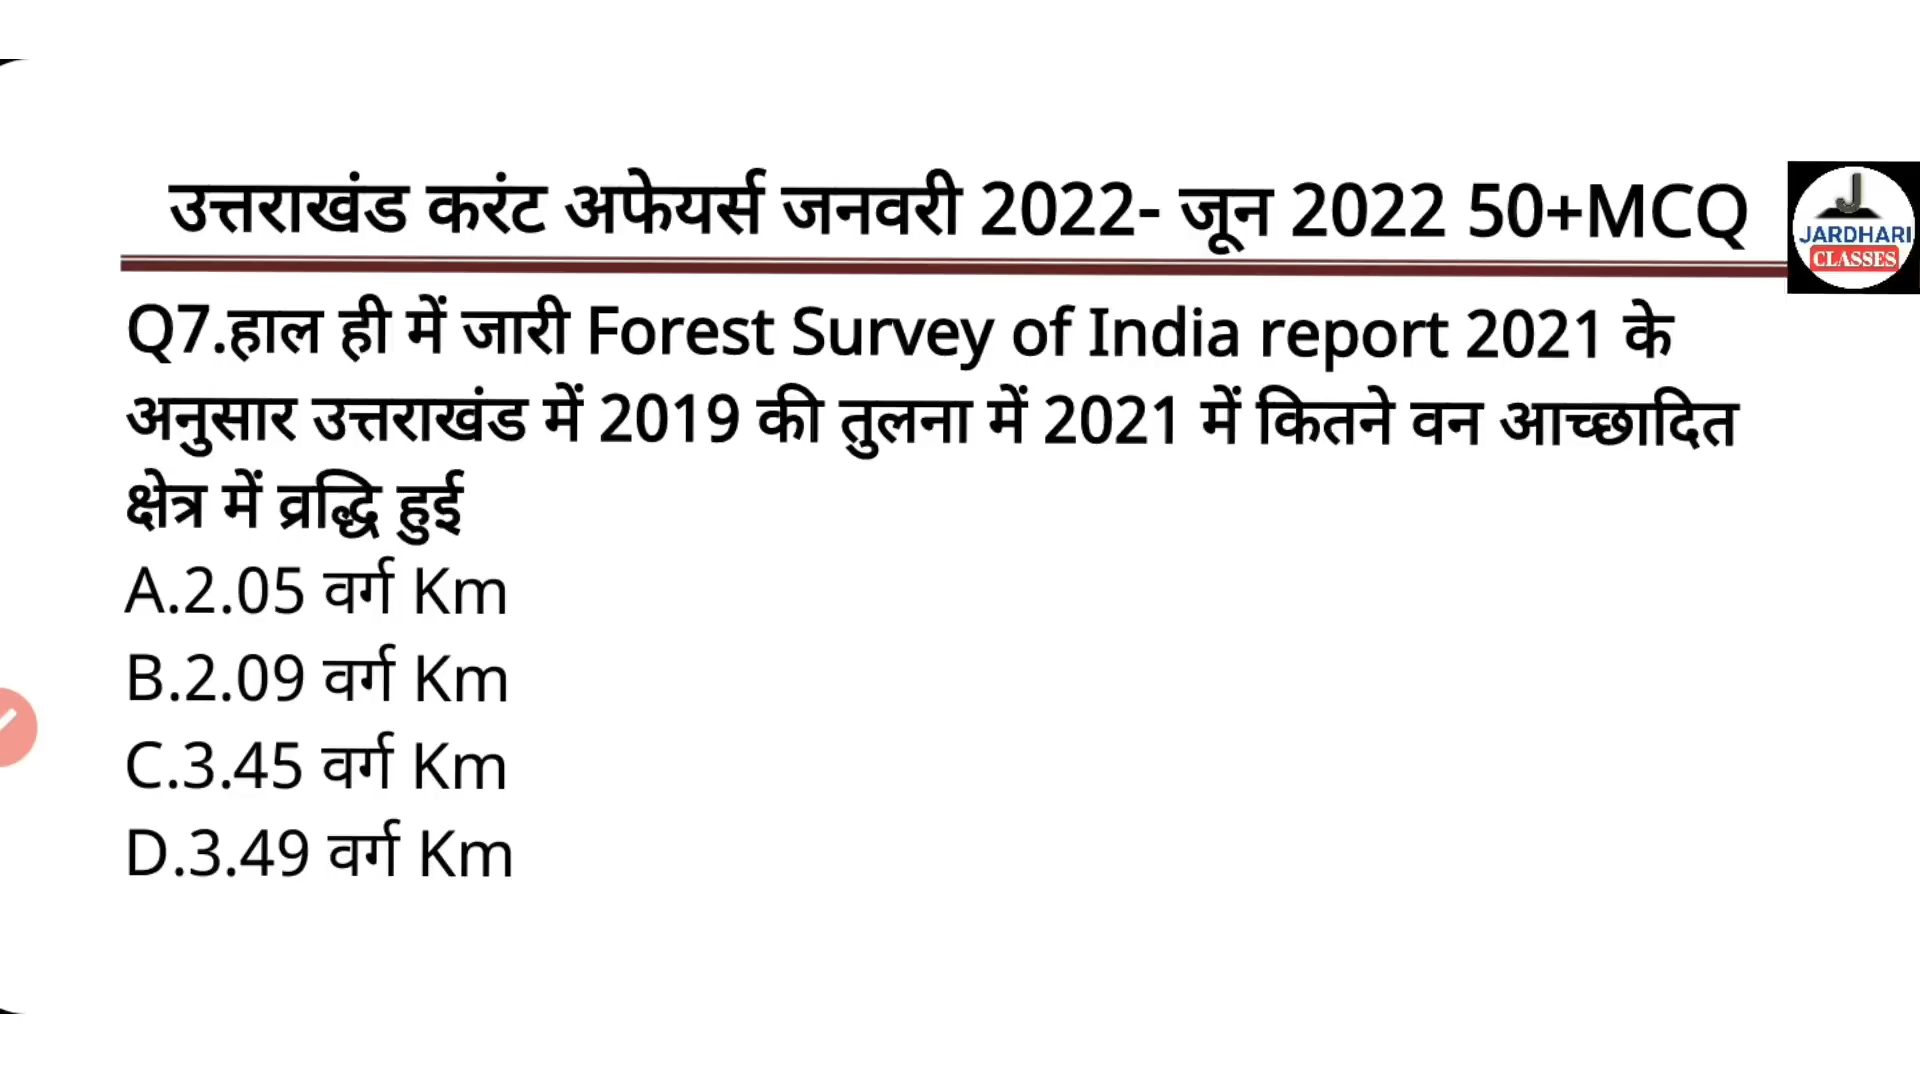 उत्तराखंड करंट अफेयर्स जनवरी 2022- जून 2022 50+MCQ
J
JARDHARI
CLASSES
Q7.हाल ही में जारी Forest Survey of India report 2021 के
अनुसार उत्तराखंड में 2019 की तुलना में 2021 में कितने वन आच्छादित
क्षेत्र में व्रद्धि हुई
A.2.05 वर्ग Km
B.2.09 वर्ग Km
C.3.45 वर्ग Km
D.3.49 वर्ग Km